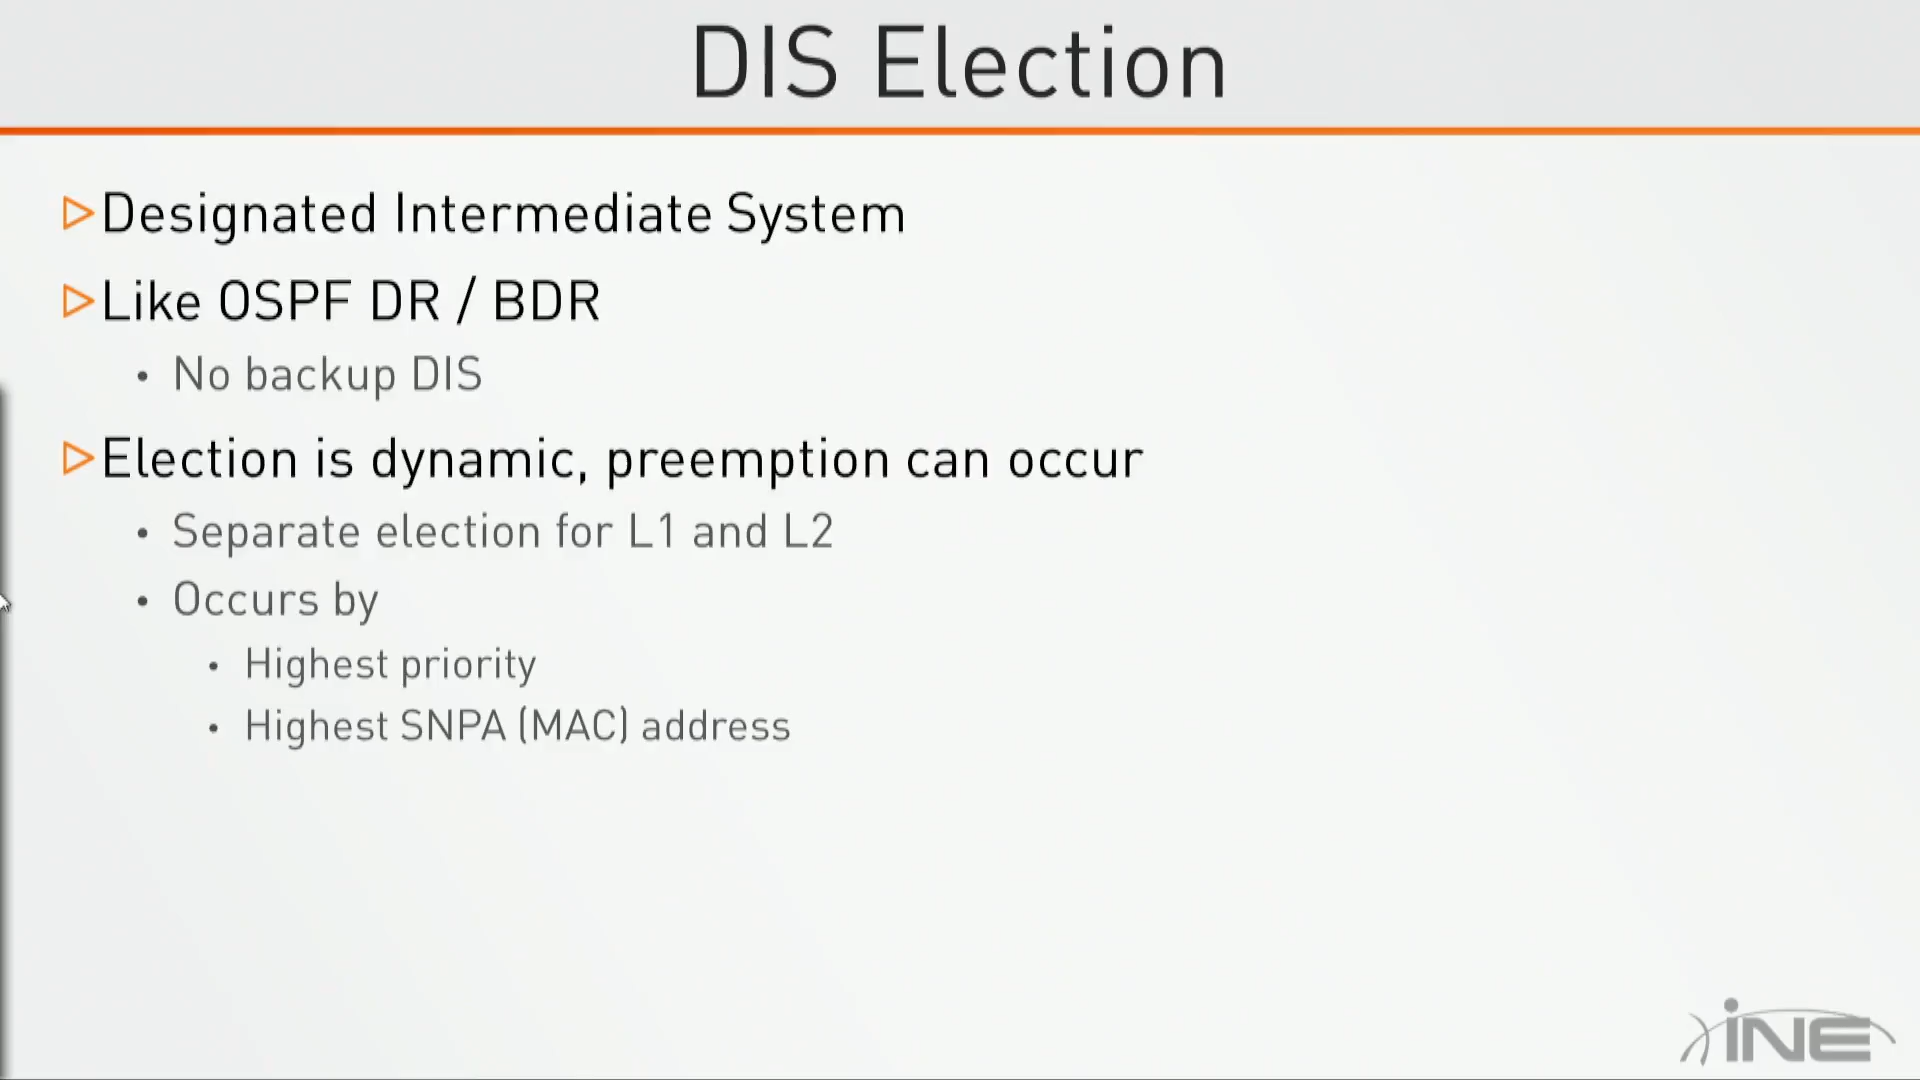 DIS Election
Designated Intermediate System
Like OSPF DR / BDR
• No backup DIS
Election is dynamic, preemption can occur
• Separate election for L1 and L2
• Occurs by
• Highest priority
• Highest SNPA (MAC) address
iNE